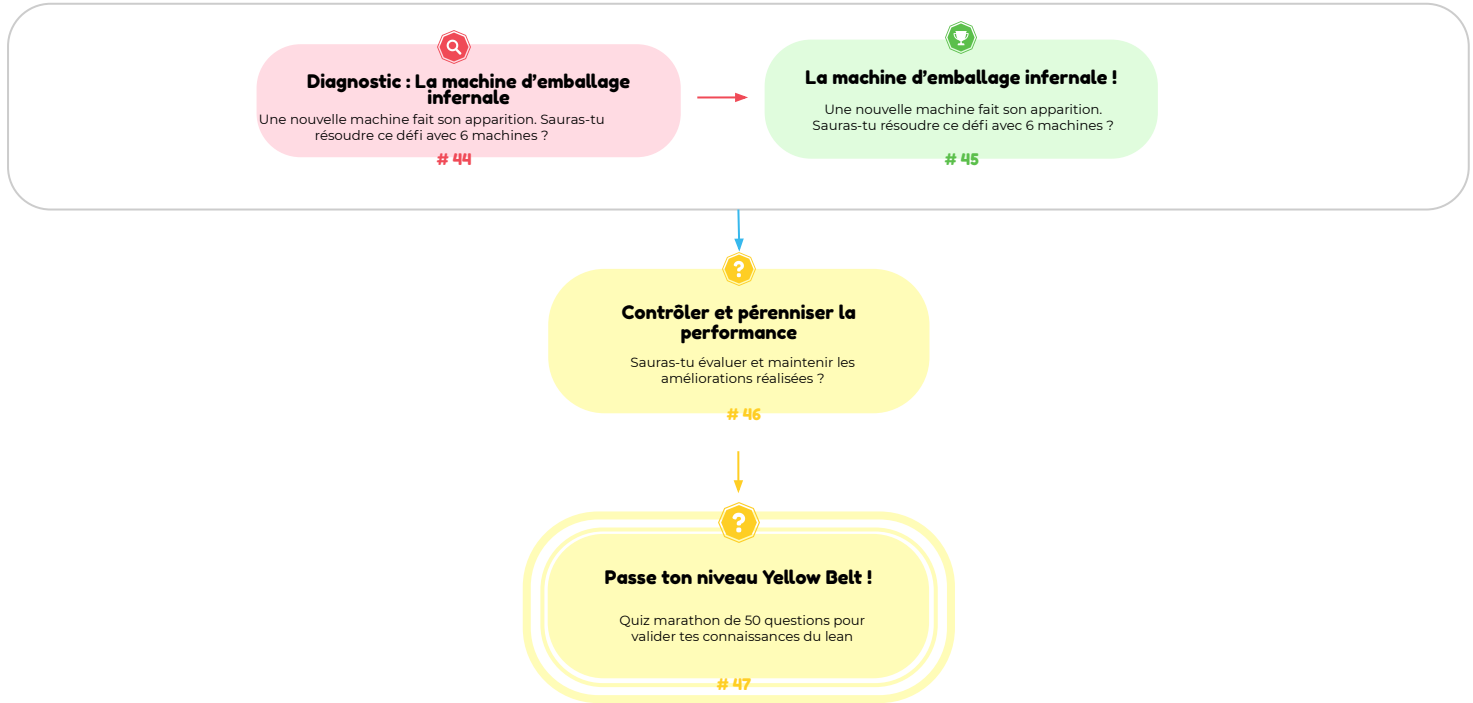 Diagnostic : La machine d’emballage
infernale
Une nouvelle machine fait son apparition. Sauras-tu
résoudre ce défi avec 6 machines ?
# 44
La machine d’emballage infernale !
Une nouvelle machine fait son apparition.
Sauras-tu résoudre ce défi avec 6 machines ?
# 45
?
Contrôler et pérenniser la
performance
Sauras-tu évaluer et maintenir les
améliorations réalisées ?
# 46
?
Passe ton niveau Yellow Belt !
Quiz marathon de 50 questions pour
valider tes connaissances du lean
# 47